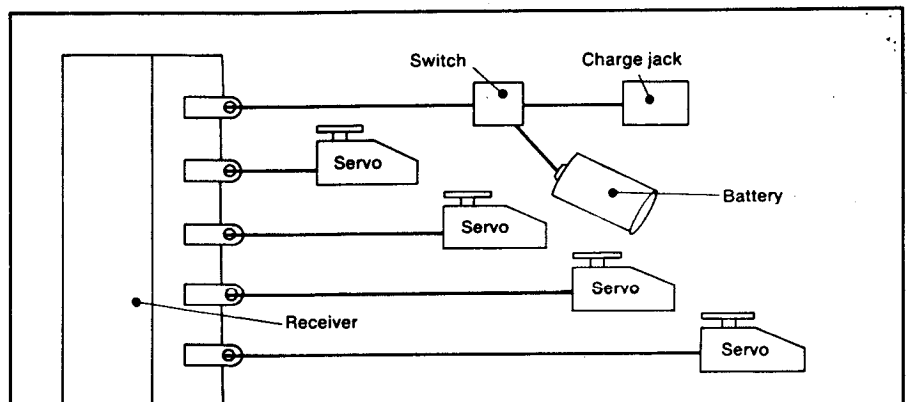 Switch
Charge jack
Servo
Battery
Servo
Servo
Receiver
Servo